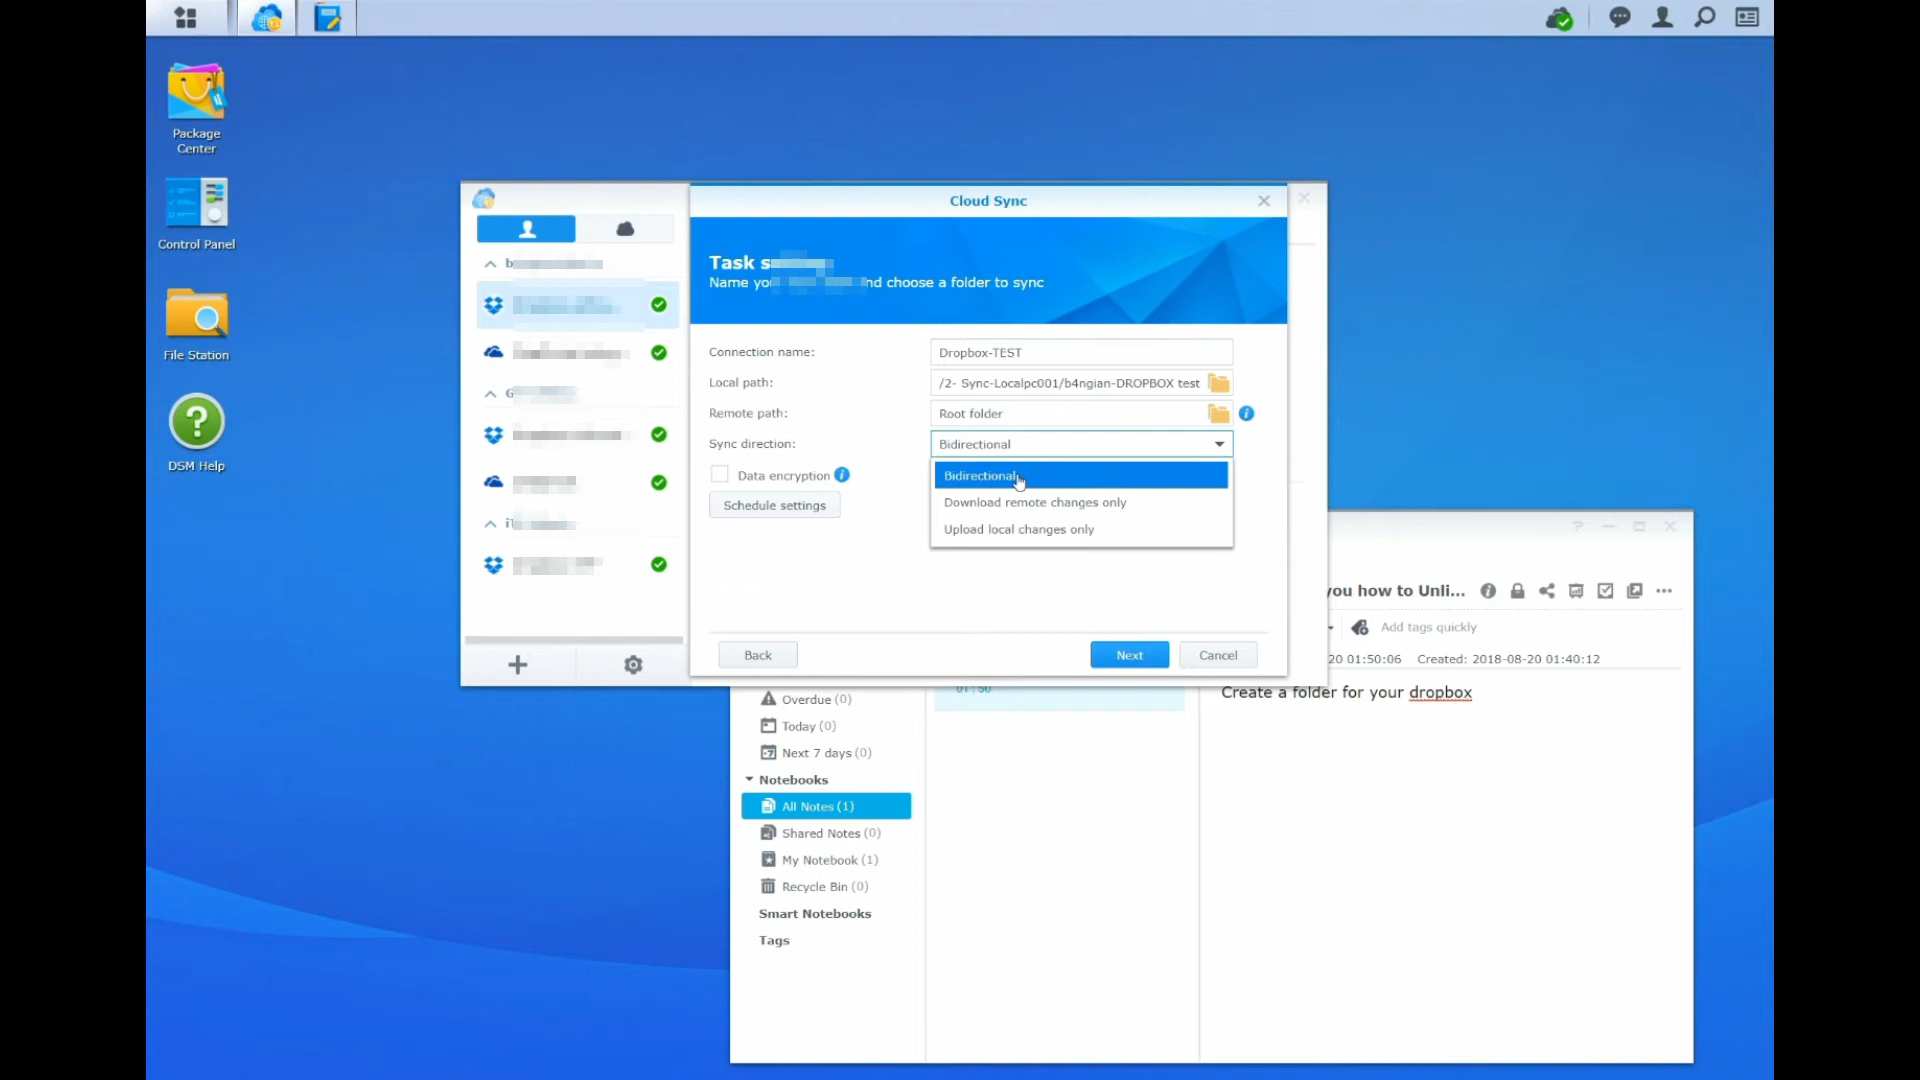 Package
Center
Control Panel
File Station
DSM Help
Cloud Sync
Task
Name
and choose a folder to sync
Connection name:
Dropbox-TEST
Local path:
/2- Sync-Localpc001/b4ngian-DROPBOX test
Remote path:
Root folder
Sync direction:
Bidirectional
Data encryption
Schedule settings
Bidirectional
Download remote changes only
Upload local changes only
Back
Next
Cancel
you how to Unli...
Add tags quickly
20 01:50:06 Created: 2018-08-20 01:40:12
Create a folder for your dropbox
01:50
Overdue (0)
Today (0)
Next 7 days (0)
Notebooks
All Notes (1)
Shared Notes (0)
My Notebook (1)
Recycle Bin (0)
Smart Notebooks
Tags